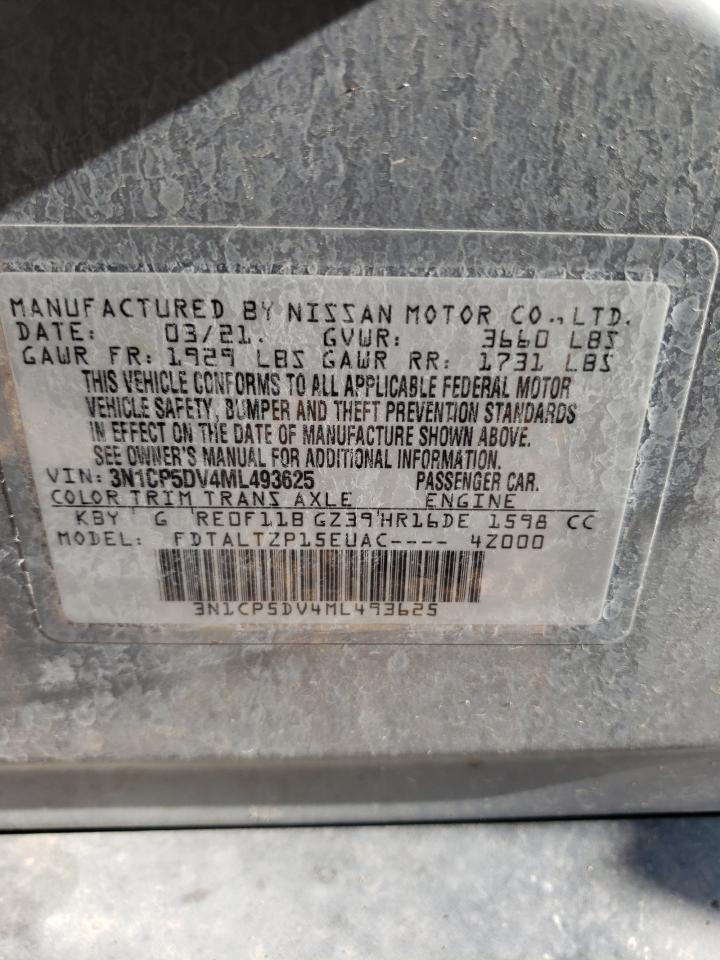 MANUFACTURED BY NISSAN MOTOR CO., LTD.
DATE: 03/21. GVWR: 3660 LBS
GAWR FR: 1929 LBS GAWR RR: 1731 LBS
THIS VEHICLE CONFORMS TO ALL APPLICABLE FEDERAL MOTOR
VEHICLE SAFETY, BUMPER AND THEFT PREVENTION STANDARDS
IN EFFECT ON THE DATE OF MANUFACTURE SHOWN ABOVE.
SEE OWNER'S MANUAL FOR ADDITIONAL INFORMATION.
VIN: 3N1CP5DV4ML493625 PASSENGER CAR.
COLOR TRIM TRANS AXLE ENGINE
KBY G RE0F11B GZ39 HR16DE 1598 CC
MODEL: FDTALTZP15EUAC---- 4Z000
3N1CP5DV4ML493625